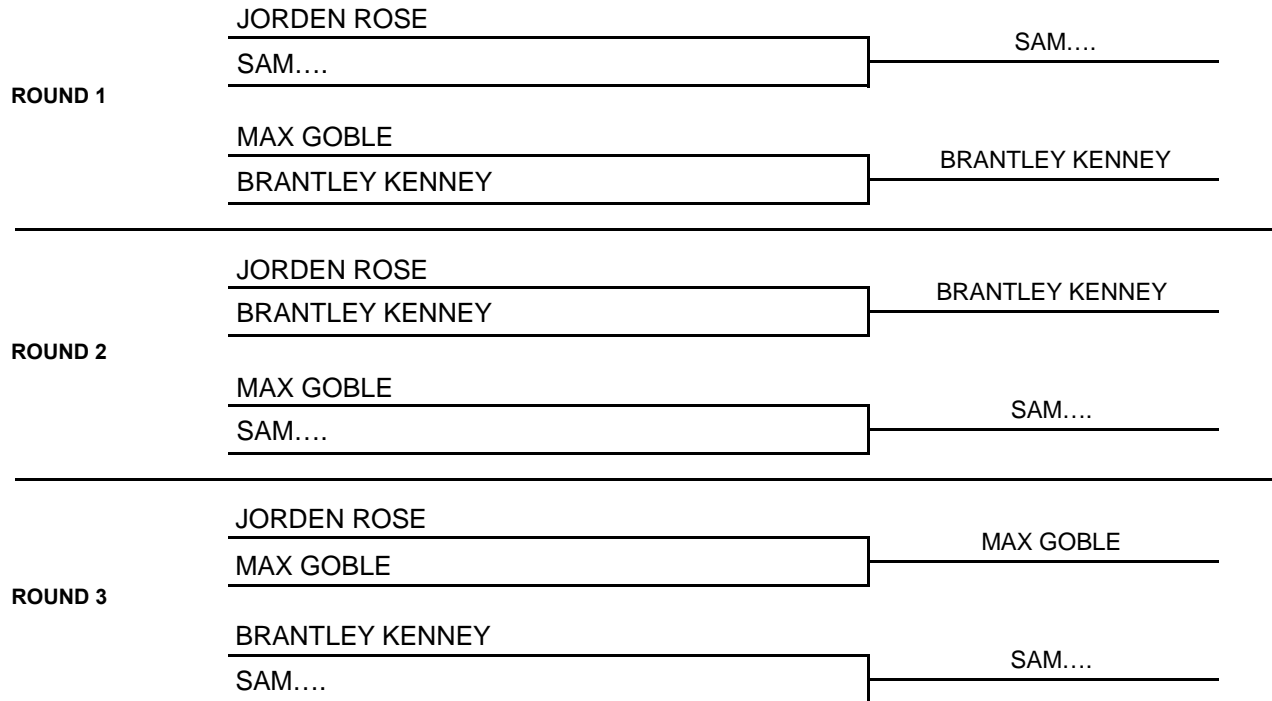 JORDEN ROSE
SAM….
SAM….
ROUND 1
MAX GOBLE
BRANTLEY KENNEY
BRANTLEY KENNEY
JORDEN ROSE
BRANTLEY KENNEY
BRANTLEY KENNEY
ROUND 2
MAX GOBLE
SAM….
SAM….
JORDEN ROSE
MAX GOBLE
MAX GOBLE
ROUND 3
BRANTLEY KENNEY
SAM….
SAM….